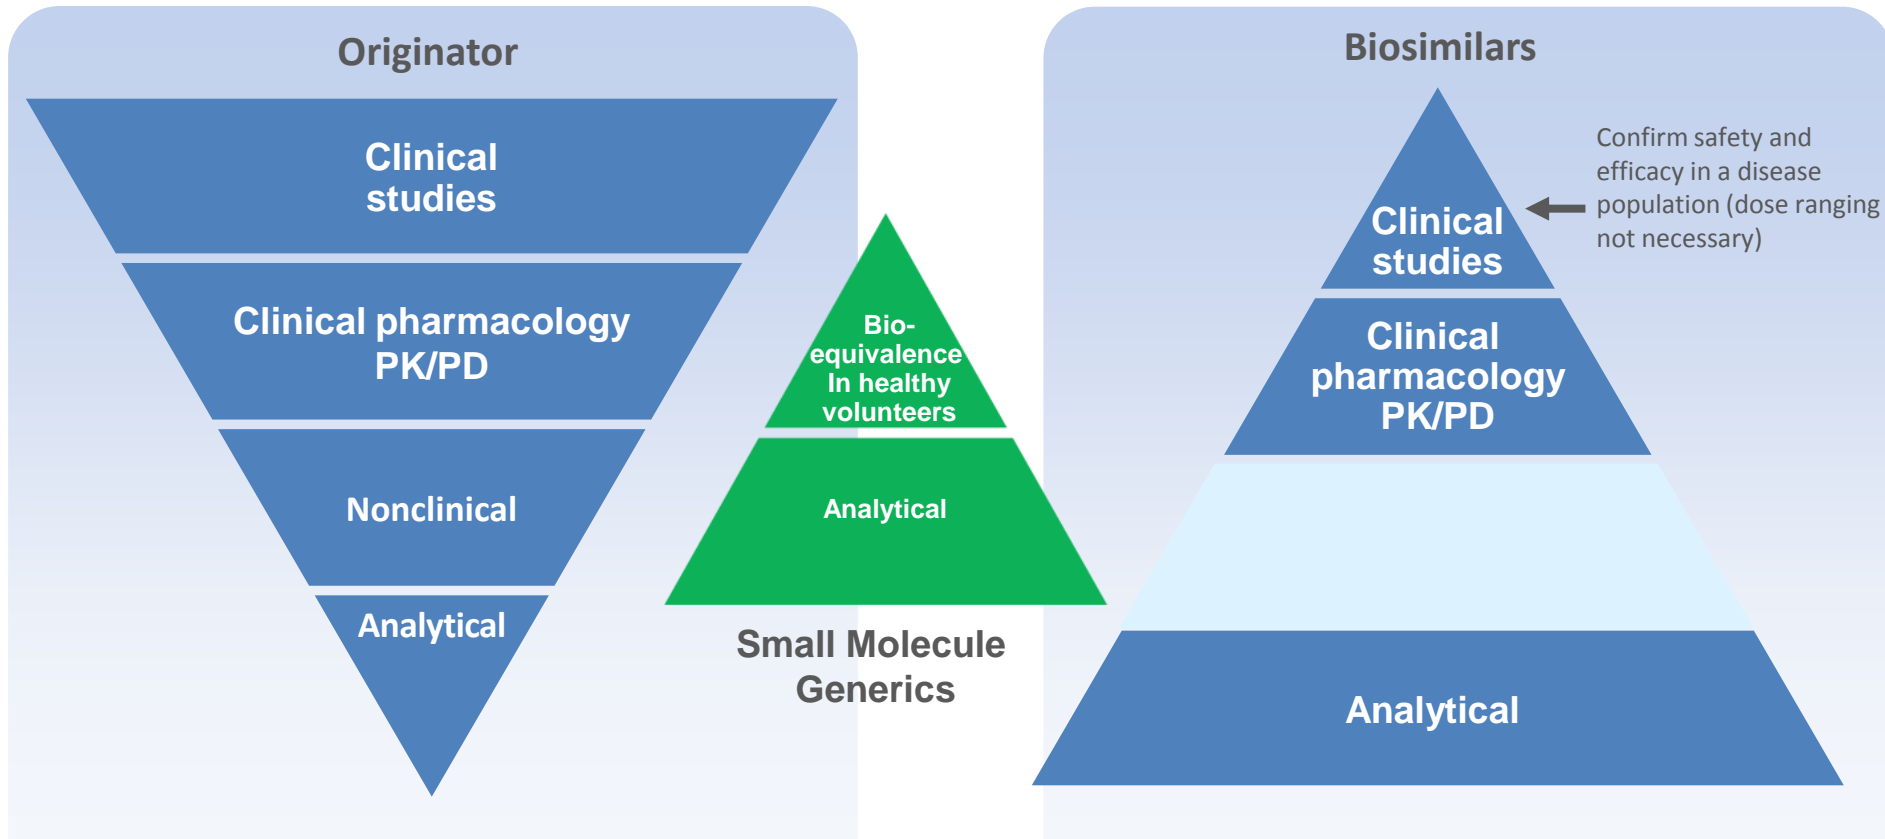 Originator
Clinical
studies
Clinical pharmacology
PK/PD
Nonclinical
Analytical
Bio-
equivalence
In healthy
volunteers
Analytical
Small Molecule
Generics
Biosimilars
Clinical
studies
Confirm safety and
efficacy in a disease
population (dose ranging
not necessary)
Clinical
pharmacology
PK/PD
Analytical